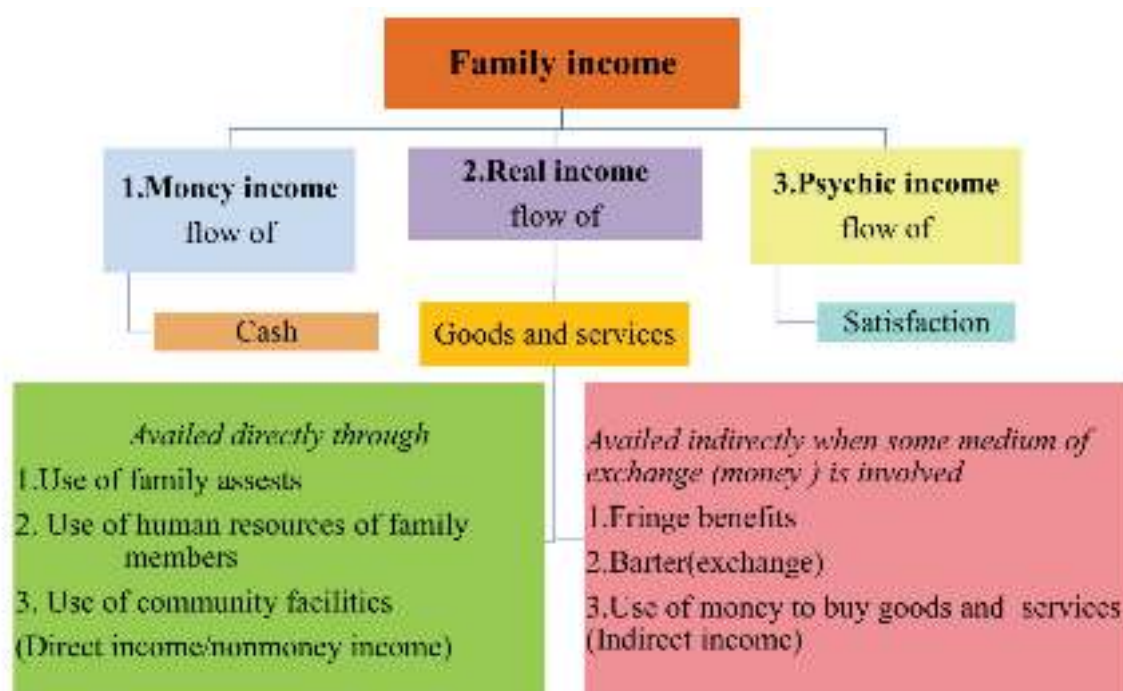 Family income
1.Money income
flow of
2.Real income
flow of
3.Psychic income
flow of
Cash
Goods and services
Satisfaction
Availed directly through
1.Use of family assests
2. Use of human resources of family
members
3. Use of community facilities
(Direct income/nonmoney income)
Availed indirectly when some medium of
exchange (money ) is involved
1.Fringe benefits
2.Barter(exchange)
3.Use of money to buy goods and services
(Indirect income)